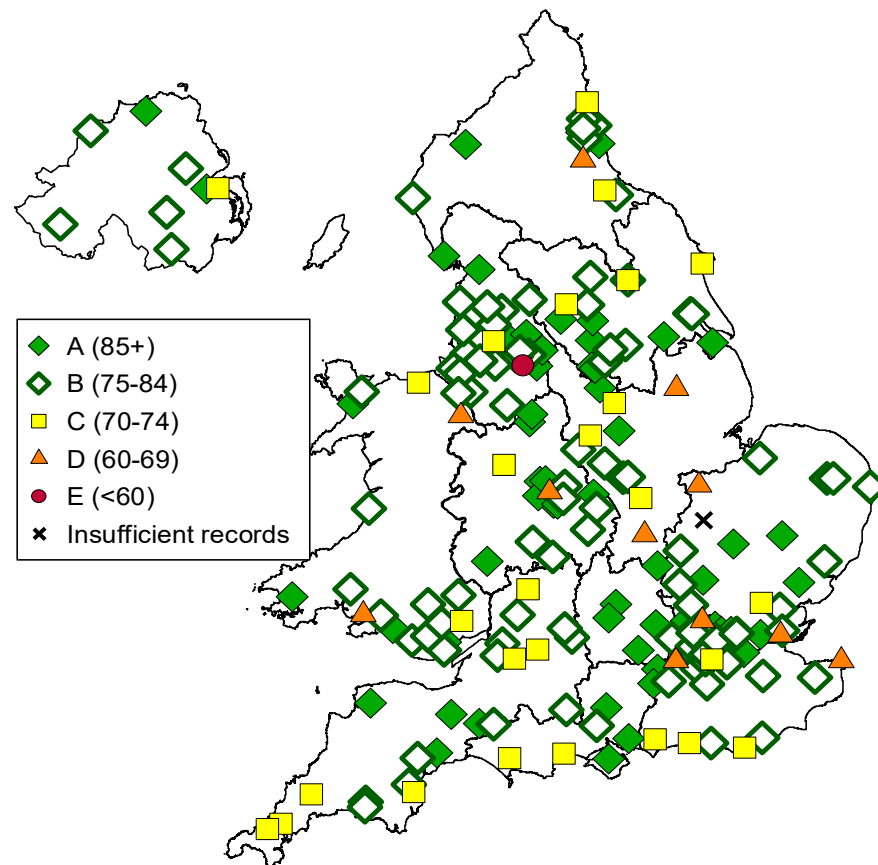 A (85+)
B (75-84)
C (70-74)
D (60-69)
E (<60)
Insufficient records